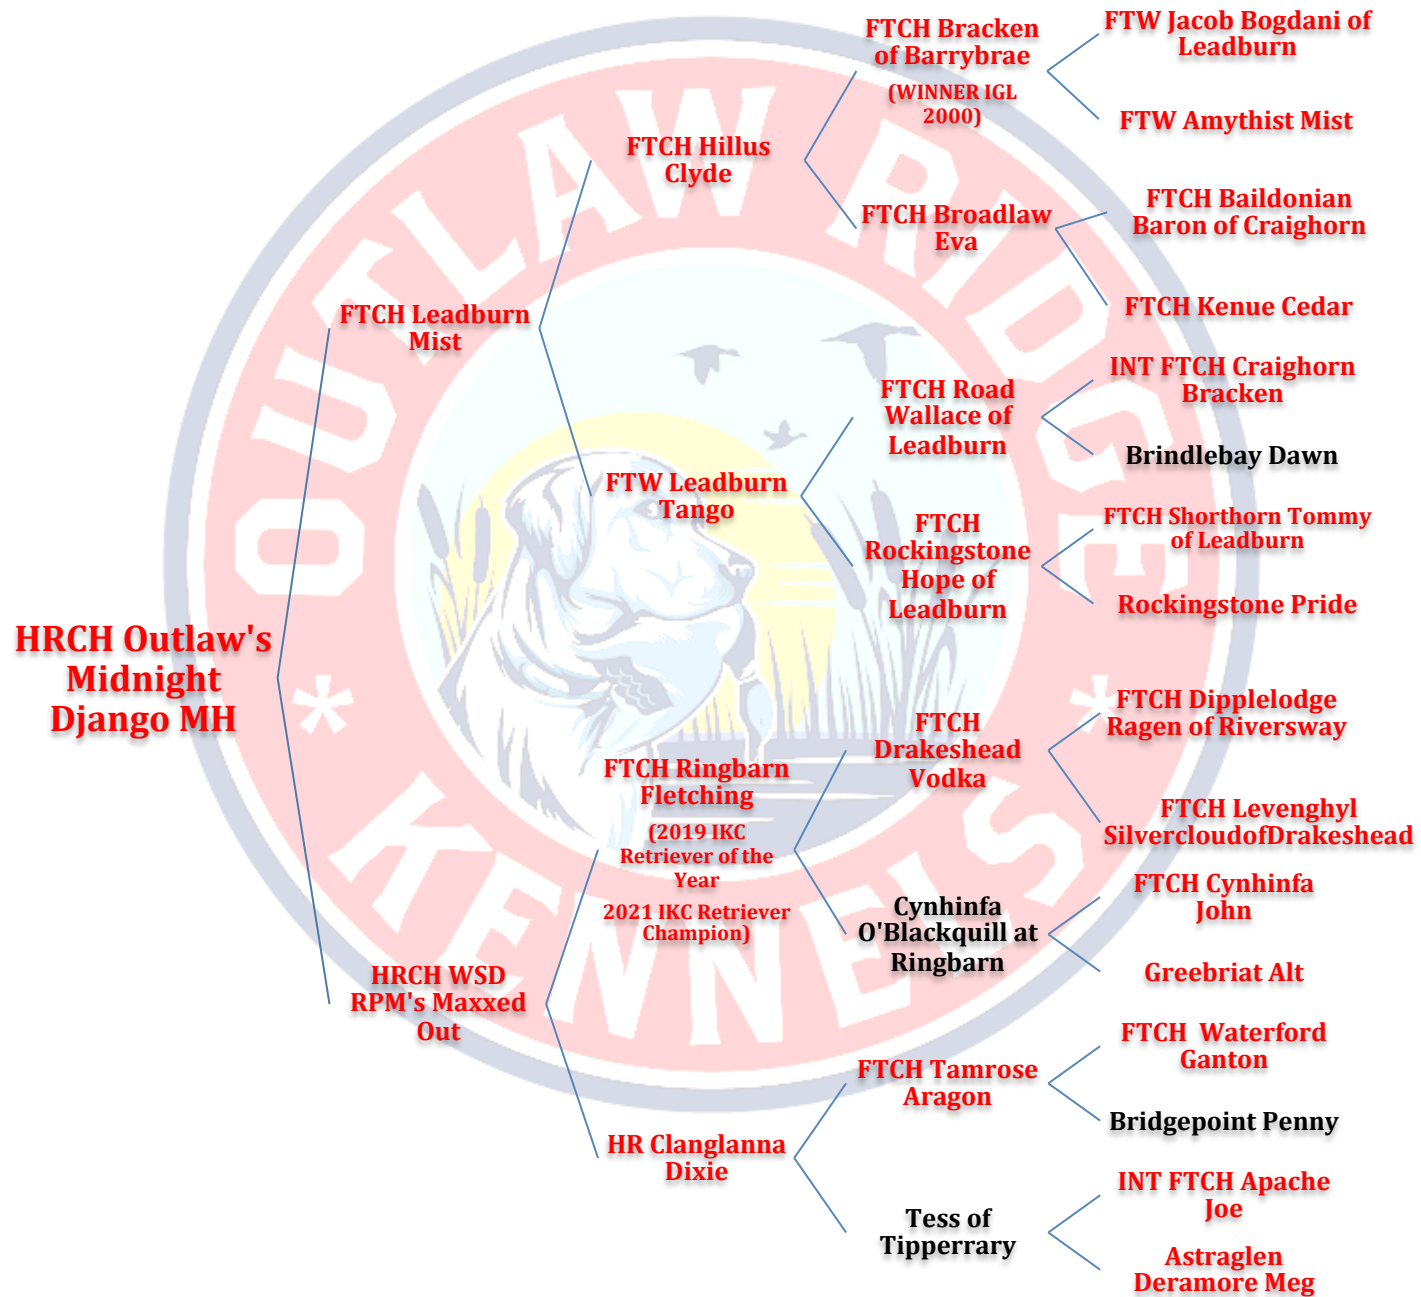 HRCH Outlaw's
Midnight
Django MH
FTCH Leadburn
Mist
HRCH WSD
RPM's Maxxed
Out
FTCH Hillus
Clyde
FTW Leadburn
Tango
FTCH Ringbarn
Fletching
(2019 IKC
Retriever of the
Year
2021 IKC Retriever
Champion)
HR Clanglanna
Dixie
FTCH Bracken
of Barrybrae
(WINNER IGL
2000)
FTCH Broadlaw
Eva
FTCH Road
Wallace of
Leadburn
FTCH
Rockingstone
Hope of
Leadburn
FTCH
Drakeshead
Vodka
Cynhinfa
O'Blackquill at
Ringbarn
FTCH Tamrose
Aragon
Tess of
Tipperrary
FTW Jacob Bogdani of
Leadburn
FTW Amythist Mist
FTCH Baildonian
Baron of Craighorn
FTCH Kenue Cedar
INT FTCH Craighorn
Bracken
Brindlebay Dawn
FTCH Shorthorn Tommy
of Leadburn
Rockingstone Pride
FTCH Dipplelodge
Ragen of Riversway
FTCH Levenghyl
SilvercloudofDrakeshead
FTCH Cynhinfa
John
Greebriat Alt
FTCH Waterford
Ganton
Bridgepoint Penny
INT FTCH Apache
Joe
Astraglen
Deramore Meg
OUTLAW RIDGE
* KENNELS *